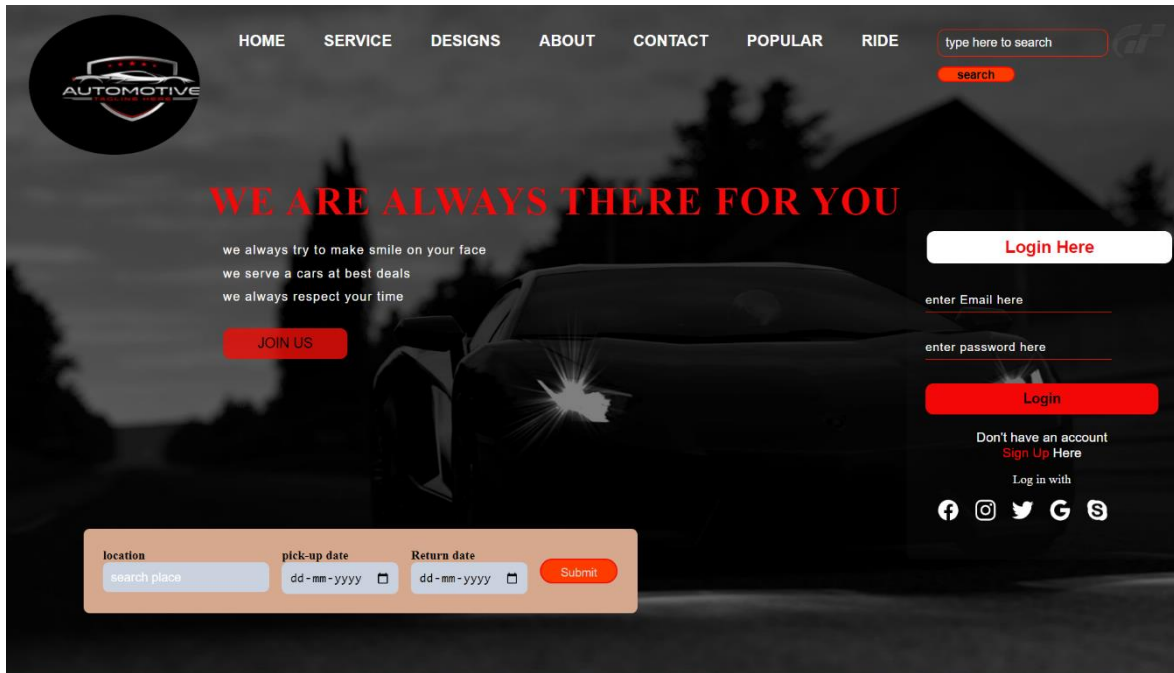 HOME SERVICE DESIGNS ABOUT CONTACT POPULAR RIDE
type here to search
search
AUTOMOTIVE
TAGLINE HERE
WE ARE ALWAYS THERE FOR YOU
we always try to make smile on your face
we serve a cars at best deals
we always respect your time
JOIN US
Login Here
enter Email here
enter password here
Login
Don't have an account
Sign Up Here
Log in with
location pick-up date Return date
search place dd-mm-yyyy dd-mm-yyyy Submit